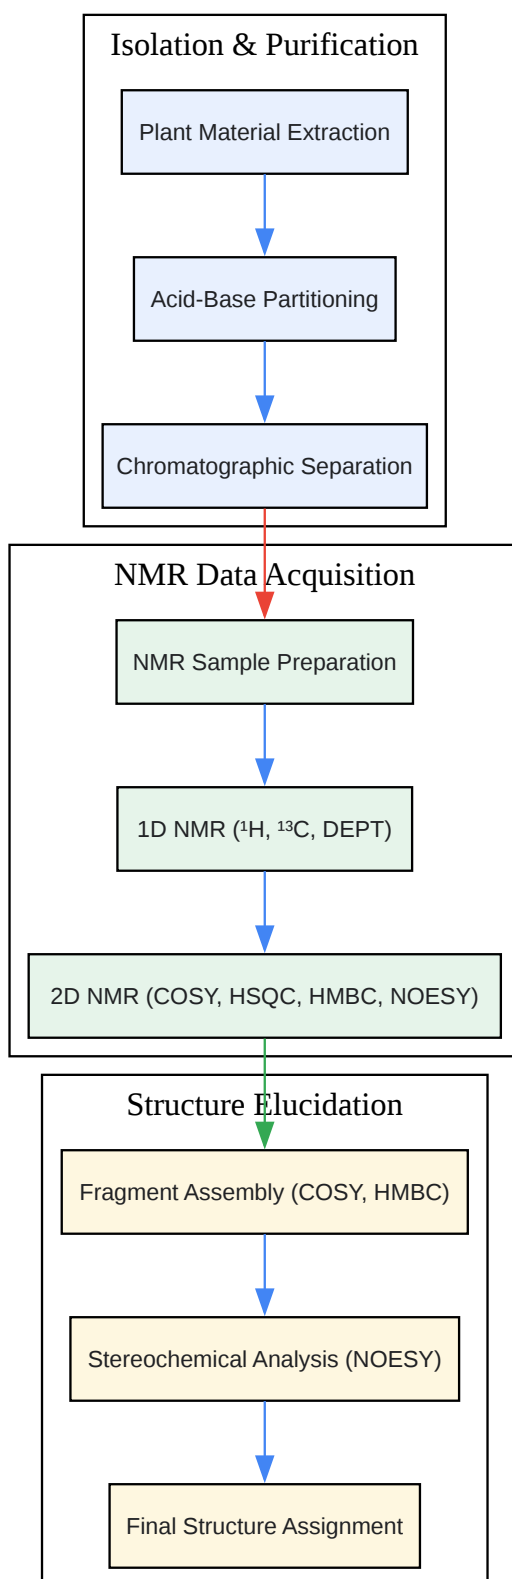 Isolation & Purification
Plant Material Extraction
Acid-Base Partitioning
Chromatographic Separation
NMR Data Acquisition
NMR Sample Preparation
1D NMR (¹H, ¹³C, DEPT)
2D NMR (COSY, HSQC, HMBC, NOESY)
Structure Elucidation
Fragment Assembly (COSY, HMBC)
Stereochemical Analysis (NOESY)
Final Structure Assignment